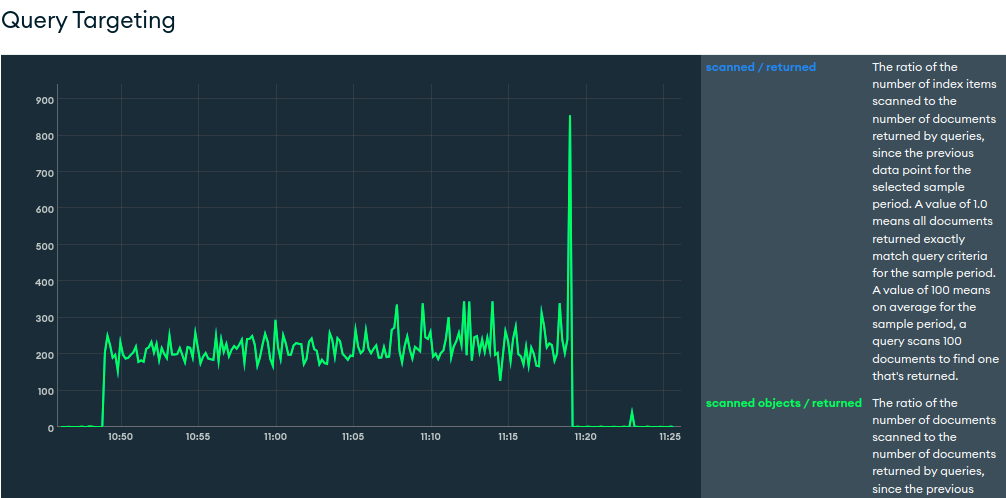 Query Targeting
900
800
700
600
500
400
300
200
100
0
10:50
10:55
11:00
11:05
11:10
11:15
11:20
11:25
scanned / returned
The ratio of the
number of index items
scanned to the
number of documents
returned by queries,
since the previous
data point for the
selected sample
period. A value of 1.0
means all documents
returned exactly
match query criteria
for the sample period.
A value of 100 means
on average for the
sample period, a
query scans 100
documents to find one
that's returned.
scanned objects / returned
The ratio of the
number of documents
scanned to the
number of documents
returned by queries,
since the previous